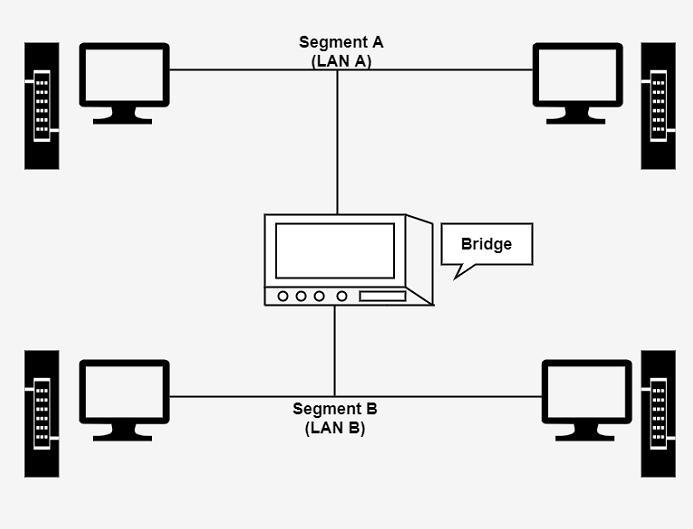 Segment A
(LAN A)
Bridge
Segment B
(LAN B)